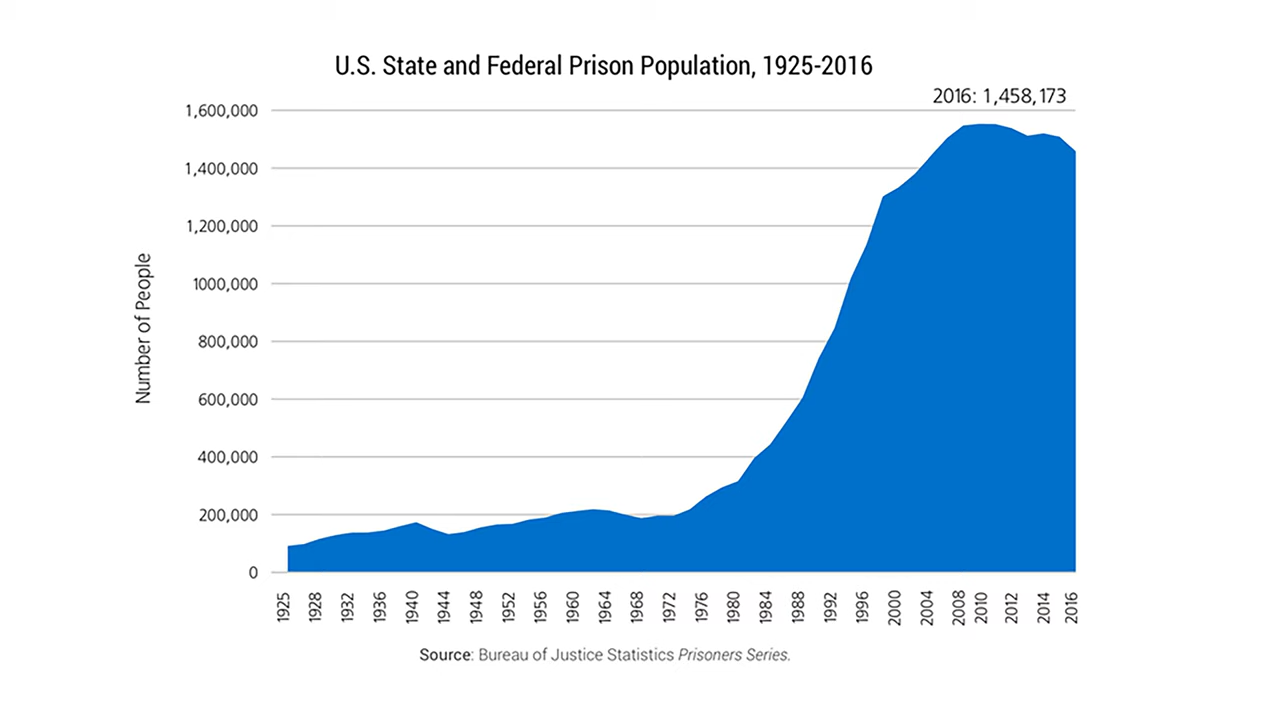 U.S. State and Federal Prison Population, 1925-2016
2016: 1,458,173
1,600,000
1,400,000
1,200,000
1000,000
800,000
600,000
400,000
200,000
0
Number of People
1925 1928 1932 1936 1940 1944 1948 1952 1956 1960 1964 1968 1972 1976 1980 1984 1988 1992 1996 2000 2004 2008 2010 2012 2014 2016
Source: Bureau of Justice Statistics Prisoners Series.